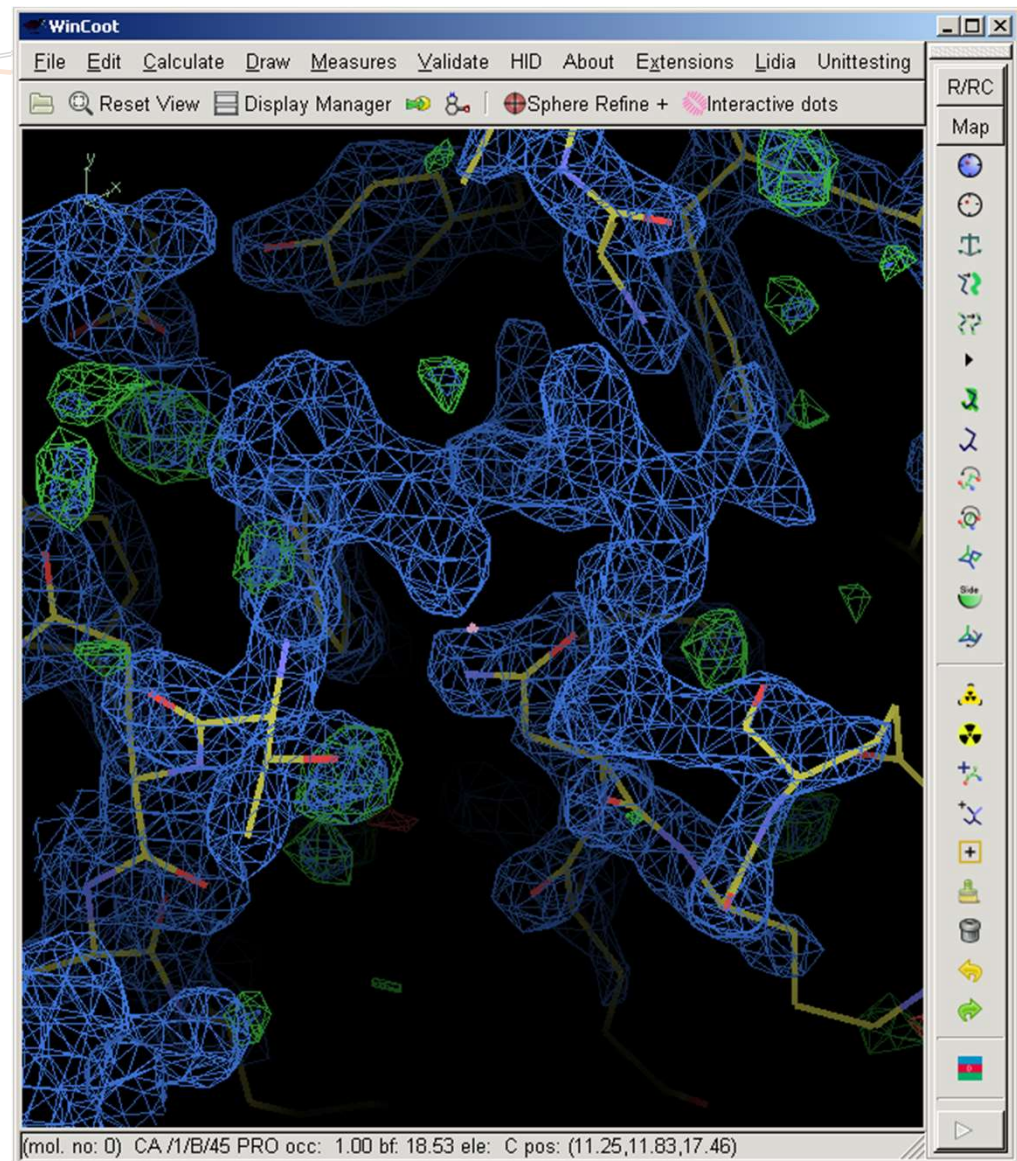 WinCoot
File Edit Calculate Draw Measures Validate HID About Extensions Lidia Unittesting
R/RC
Reset View Display Manager Sphere Refine + Interactive dots
Map
y
x
Side
(mol. no: 0) CA /1/B/45 PRO occ: 1.00 bf: 18.53 ele: C pos: (11.25,11.83,17.46)